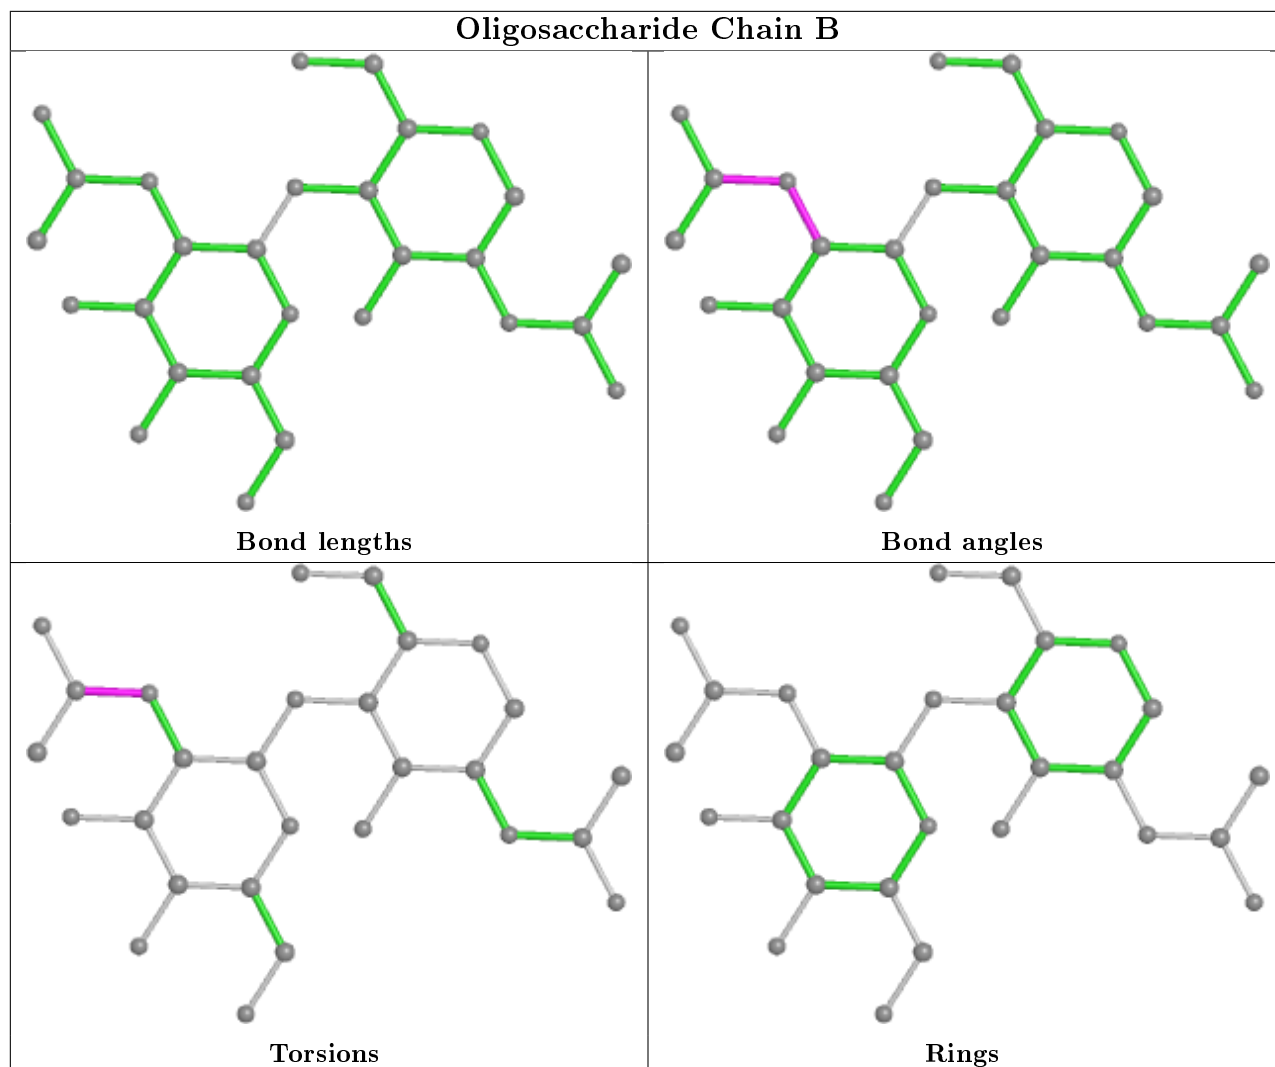 Oligosaccharide Chain B
Bond lengths
Bond angles
Torsions
Rings